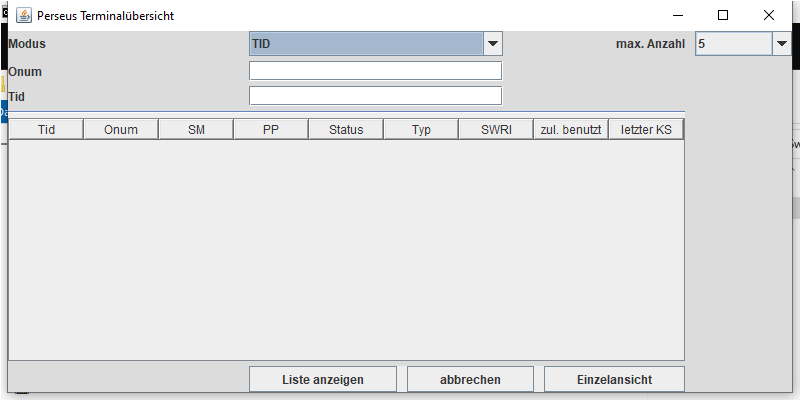 Perseus Terminalübersicht
Modus TID max. Anzahl 5
Onum
Tid
Tid Onum SM PP Status Typ SWRI zul. benutzt letzter KS
Liste anzeigen abbrechen Einzelansicht